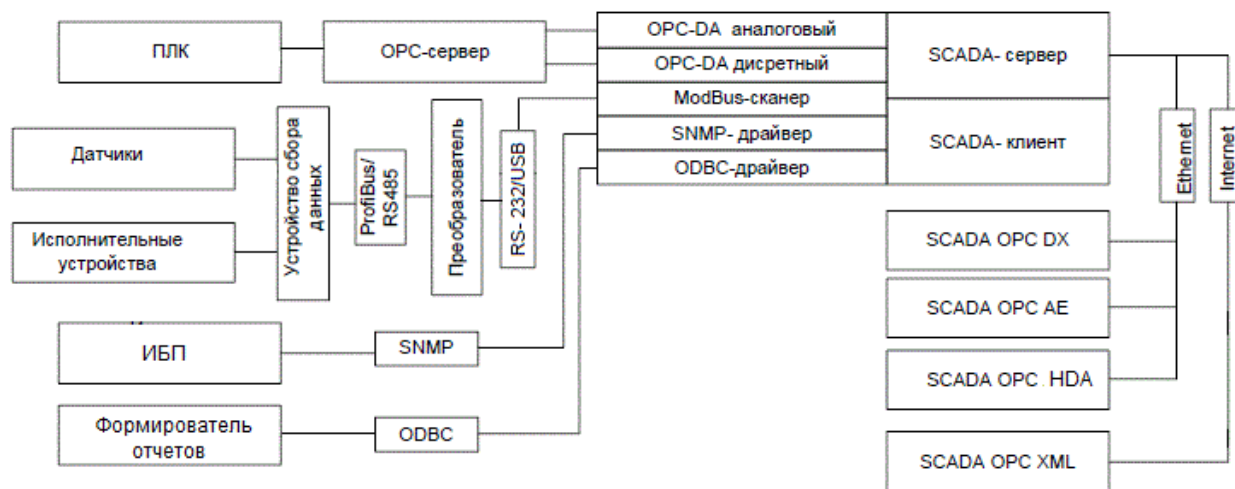 ПЛК
OPC-сервер
OPC-DA аналоговый
OPC-DA дисретный
ModBus-сканер
SNMP- драйвер
ODBC-драйвер
SCADA- сервер
SCADA- клиент
Ethernet
Internet
Датчики
Исполнительные
устройства
Устройство сбора
данных
ProfiBus/
RS485
Преобразователь
RS- 232/USB
ИБП
SNMP
Формирователь
отчетов
ODBC
SCADA OPC DX
SCADA OPC AE
SCADA OPC . HDA
SCADA OPC XML